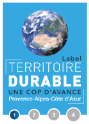 Label
TERRITOIRE
DURABLE
UNE COP D'AVANCE
Provence-Alpes-Côte d'Azur
1 2 3 4